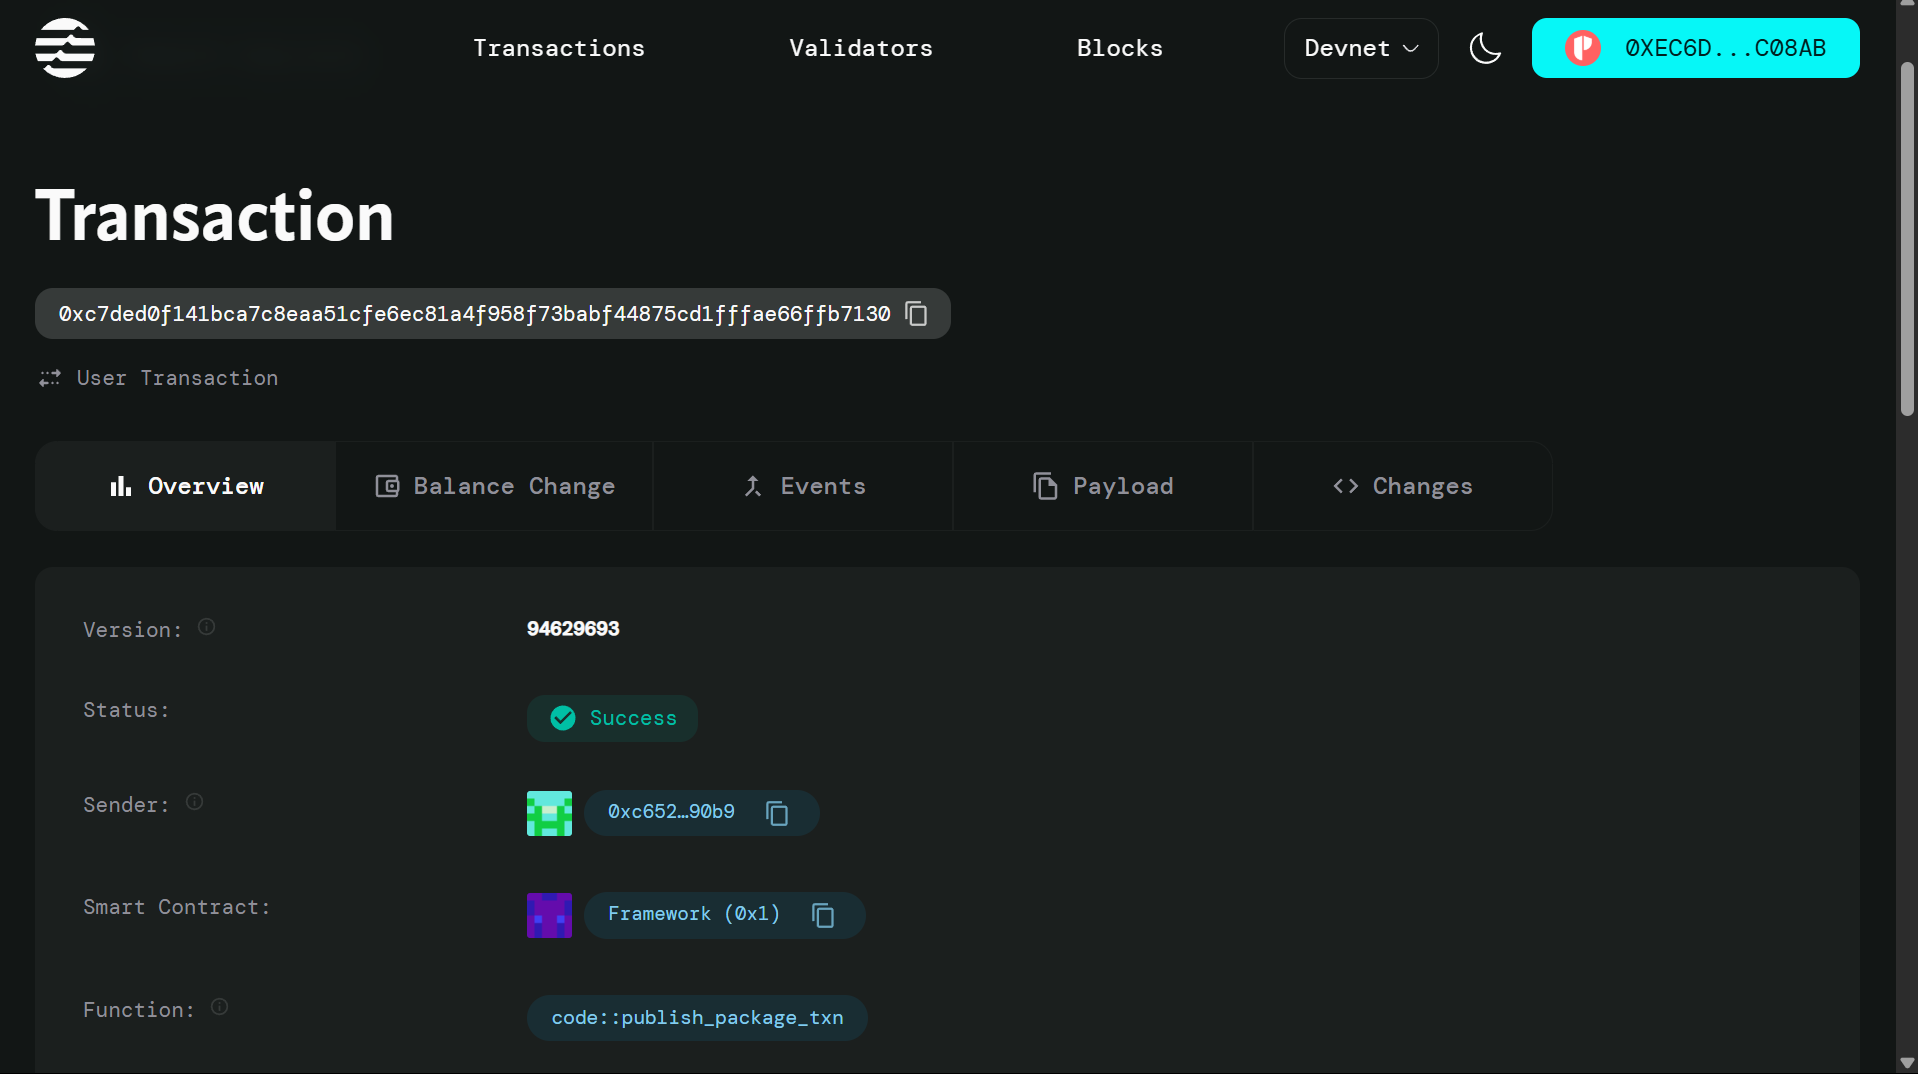 Transactions Validators Blocks Devnet 0XEC6D...C08AB
Transaction
0xc7ded0f141bca7c8eaa51cfe6ec81a4f958f73babf44875cd1fffae66ffb7130
User Transaction
Overview Balance Change Events Payload Changes
Version: 94629693
Status: Success
Sender: 0xc652…90b9
Smart Contract: Framework (0x1)
Function: code::publish_package_txn